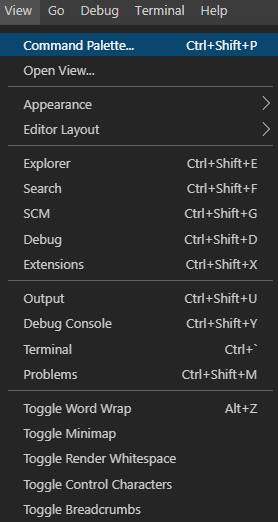 View Go Debug Terminal Help
Command Palette... Ctrl+Shift+P
Open View...
Appearance
Editor Layout
Explorer Ctrl+Shift+E
Search Ctrl+Shift+F
SCM Ctrl+Shift+G
Debug Ctrl+Shift+D
Extensions Ctrl+Shift+X
Output Ctrl+Shift+U
Debug Console Ctrl+Shift+Y
Terminal Ctrl+`
Problems Ctrl+Shift+M
Toggle Word Wrap Alt+Z
Toggle Minimap
Toggle Render Whitespace
Toggle Control Characters
Toggle Breadcrumbs